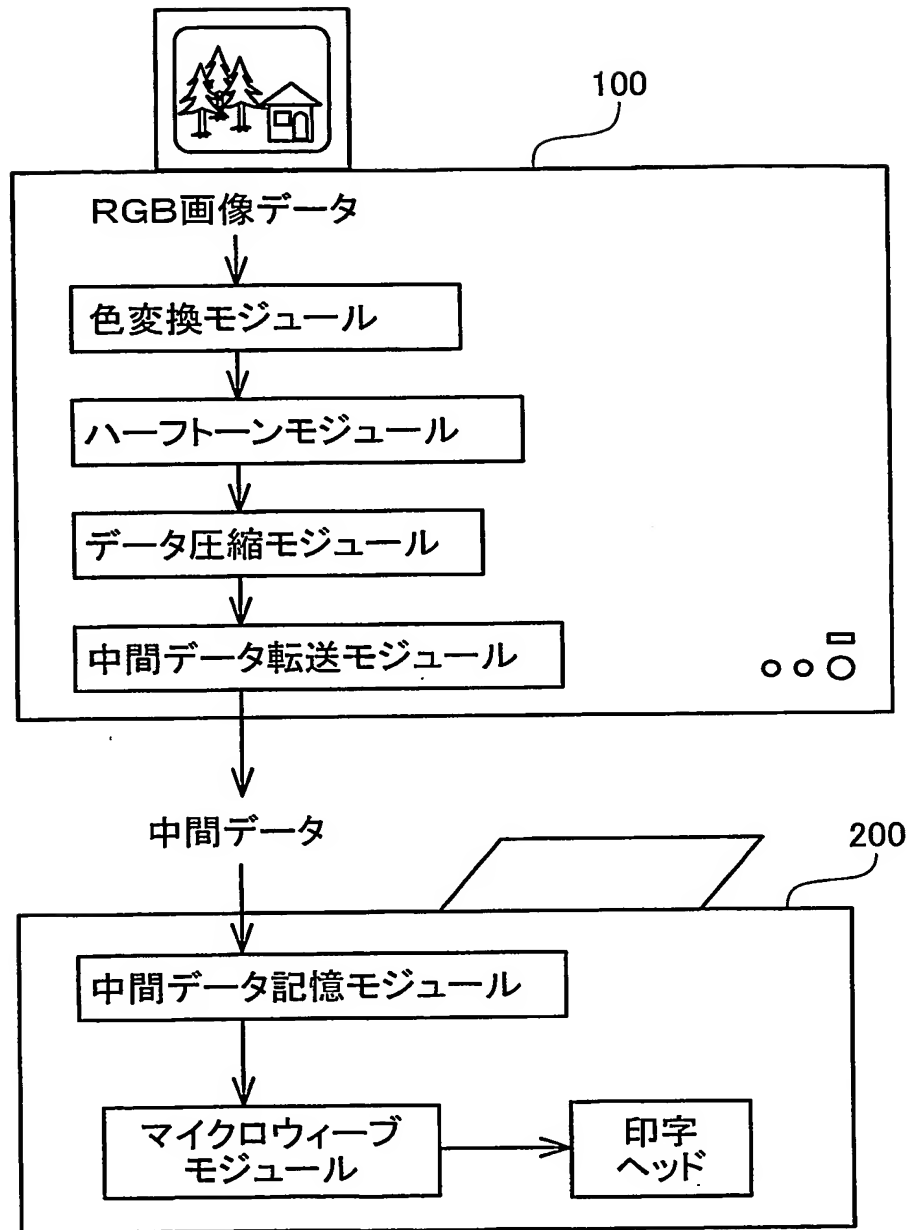 100
RGB画像データ
色変換モジュール
ハーフトーンモジュール
データ圧縮モジュール
中間データ転送モジュール
中間データ
200
中間データ記憶モジュール
マイクロウィーブ
モジュール
印字
ヘッド